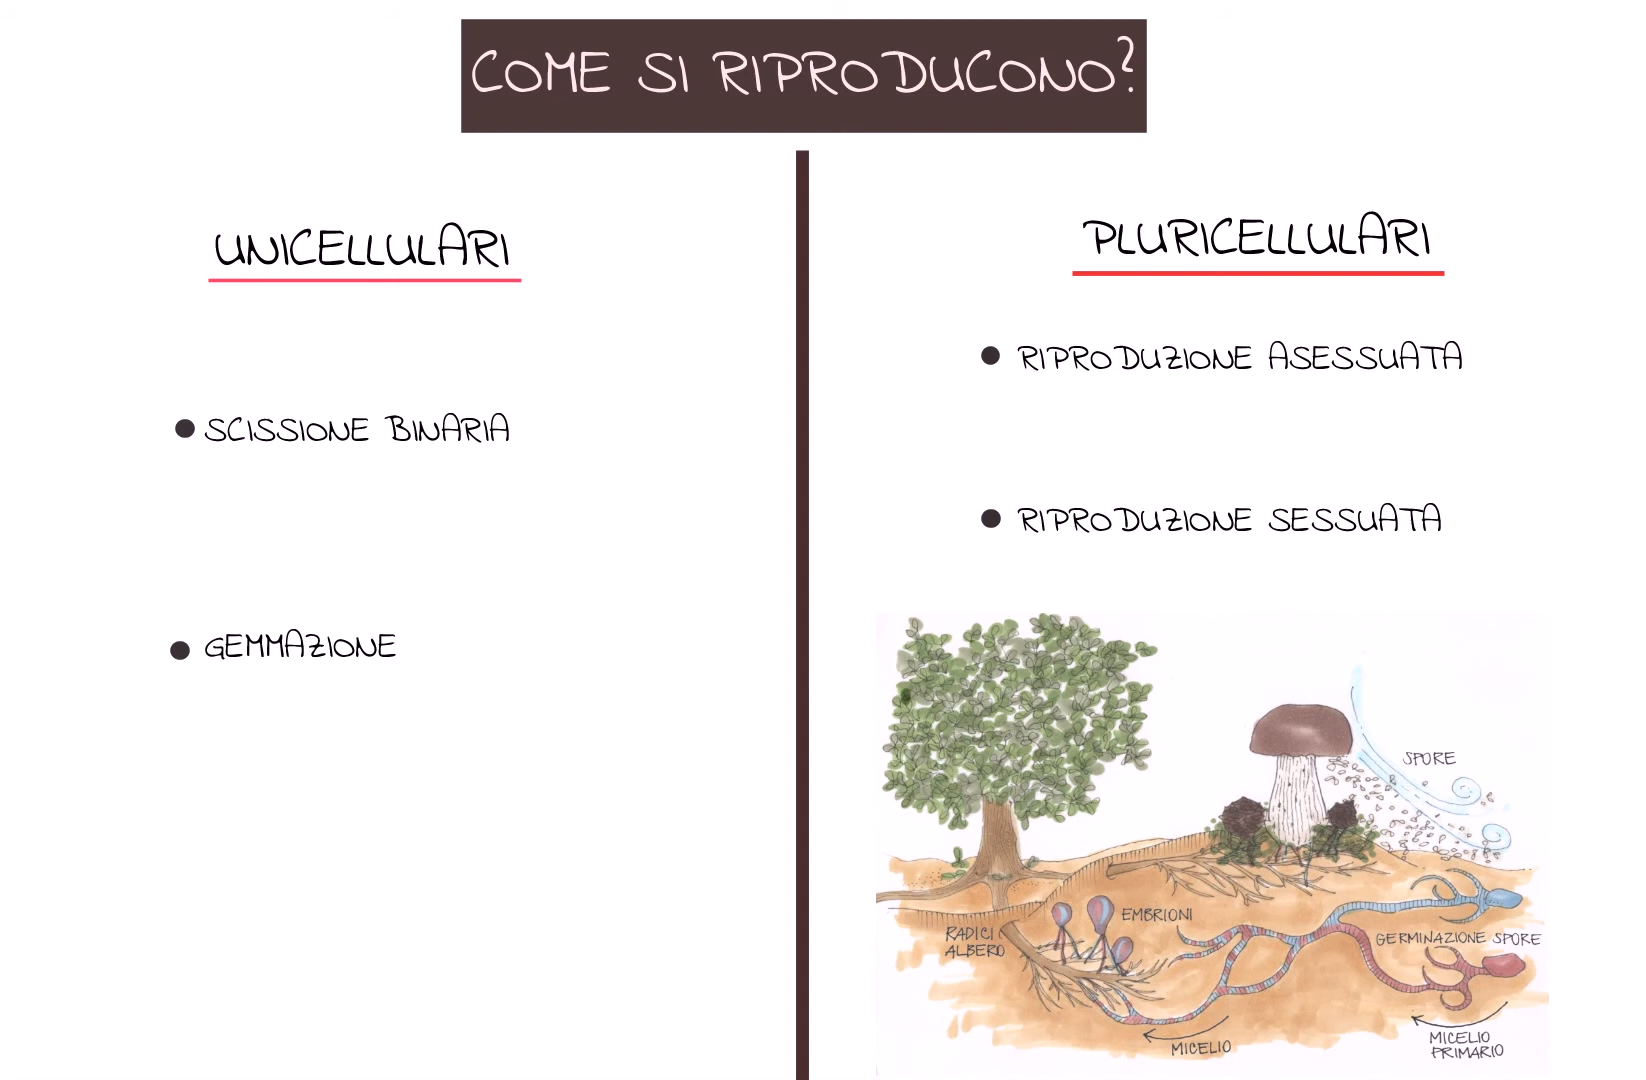 COME SI RIPRODUCONO?
UNICELLULARI
SCISSIONE BINARIA
GEMMAZIONE
PLURICELLULARI
RIPRODUZIONE ASESSUATA
RIPRODUZIONE SESSUATA
SPORE
EMBRIONI
RADICI
ALBERO
GERMINAZIONE SPORE
MICELIO
MICELIO
PRIMARIO